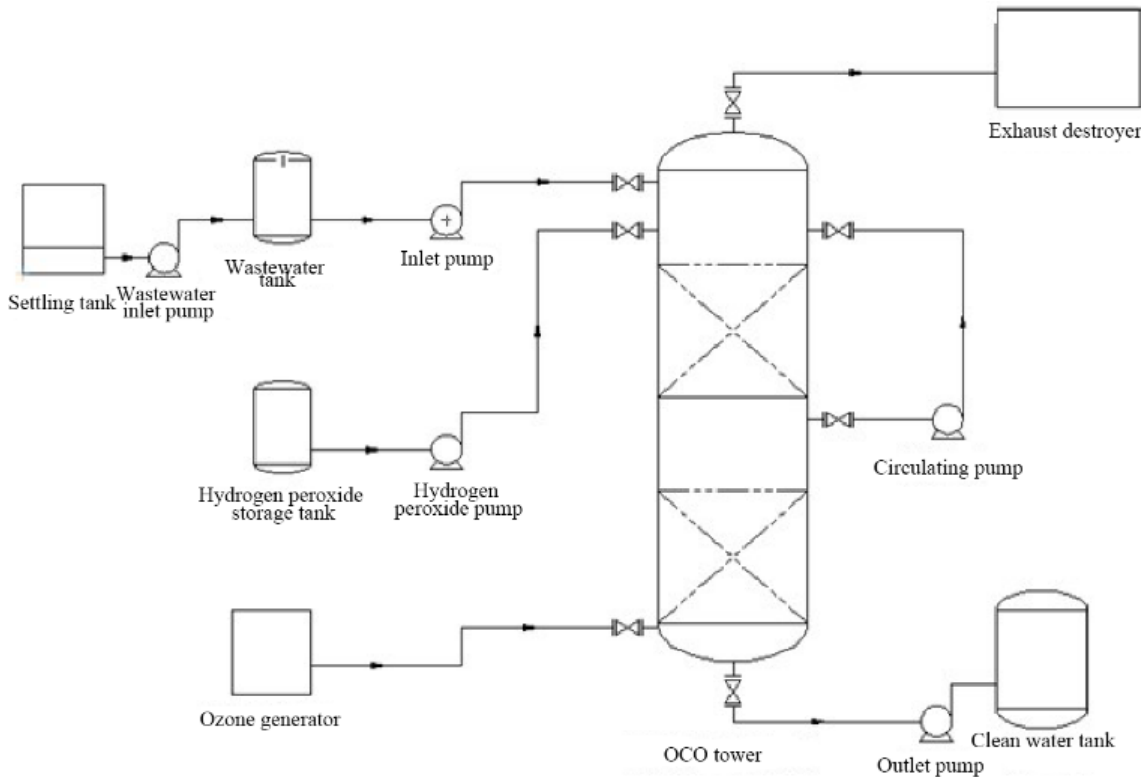 Exhaust destroyer
Settling tank
Wastewater
inlet pump
Wastewater
tank
Inlet pump
Hydrogen peroxide
storage tank
Hydrogen
peroxide pump
Circulating pump
Ozone generator
OCO tower
Outlet pump
Clean water tank